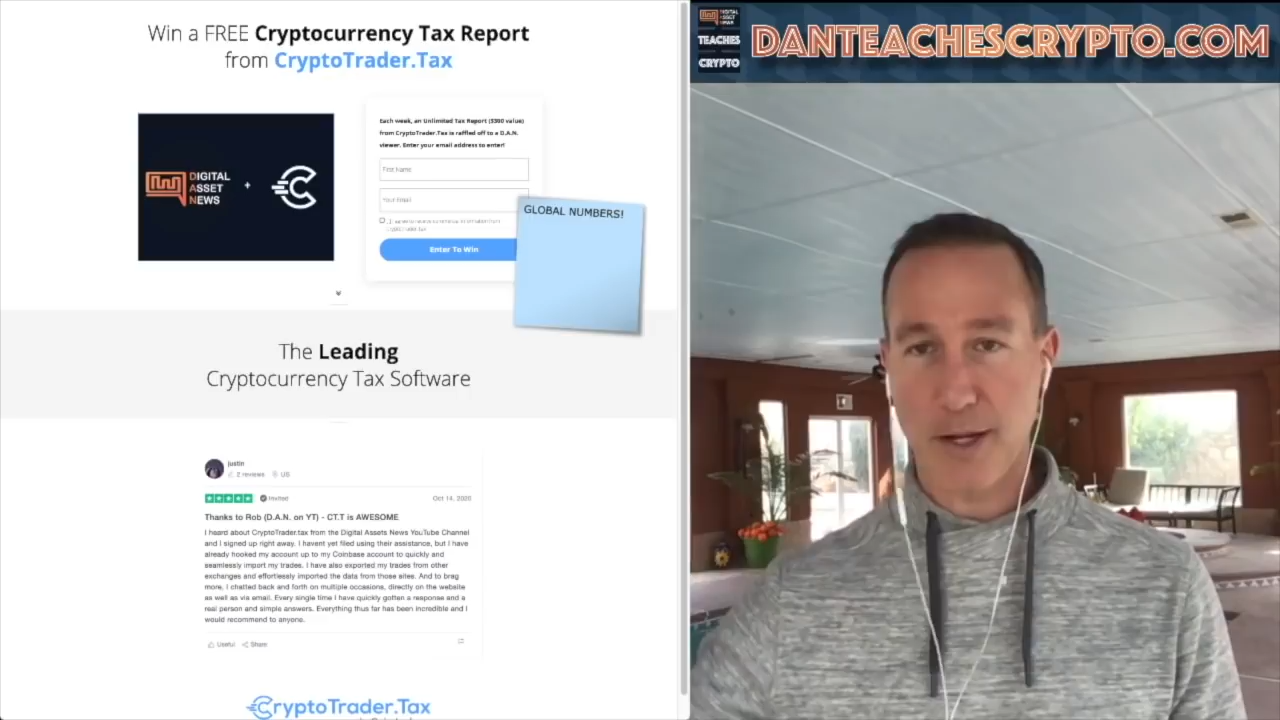 Win a FREE Cryptocurrency Tax Report
from CryptoTrader.Tax
DIGITAL
ASSET
NEWS
+
Each week, an Unlimited Tax Report ($300 value)
from CryptoTrader.Tax is raffled off to a D.A.N.
viewer. Enter your email address to enter!
First Name
Your Email
Enter To Win
GLOBAL NUMBERS!
The Leading
Cryptocurrency Tax Software
justin
2 reviews US
Invited
Oct 14, 2020
Thanks to Rob (D.A.N. on YT) - CT.T is AWESOME
I heard about CryptoTrader.tax from the Digital Assets News YouTube Channel
and I signed up right away. I havent yet filed using their assistance, but I have
already hooked my account up to my Coinbase account to quickly and
seamlessly import my trades. I have also exported my trades from other
exchanges and effortlessly imported the data from those sites. And to brag
more, I chatted back and forth on multiple occasions, directly on the website
as well as via email. Every single time I have quickly gotten a response and a
real person and simple answers. Everything thus far has been incredible and I
would recommend to anyone.
Useful Share
CryptoTrader.Tax
DIGITAL
ASSET
NEWS
TEACHES
CRYPTO
DANTEACHESCRYPTO.COM